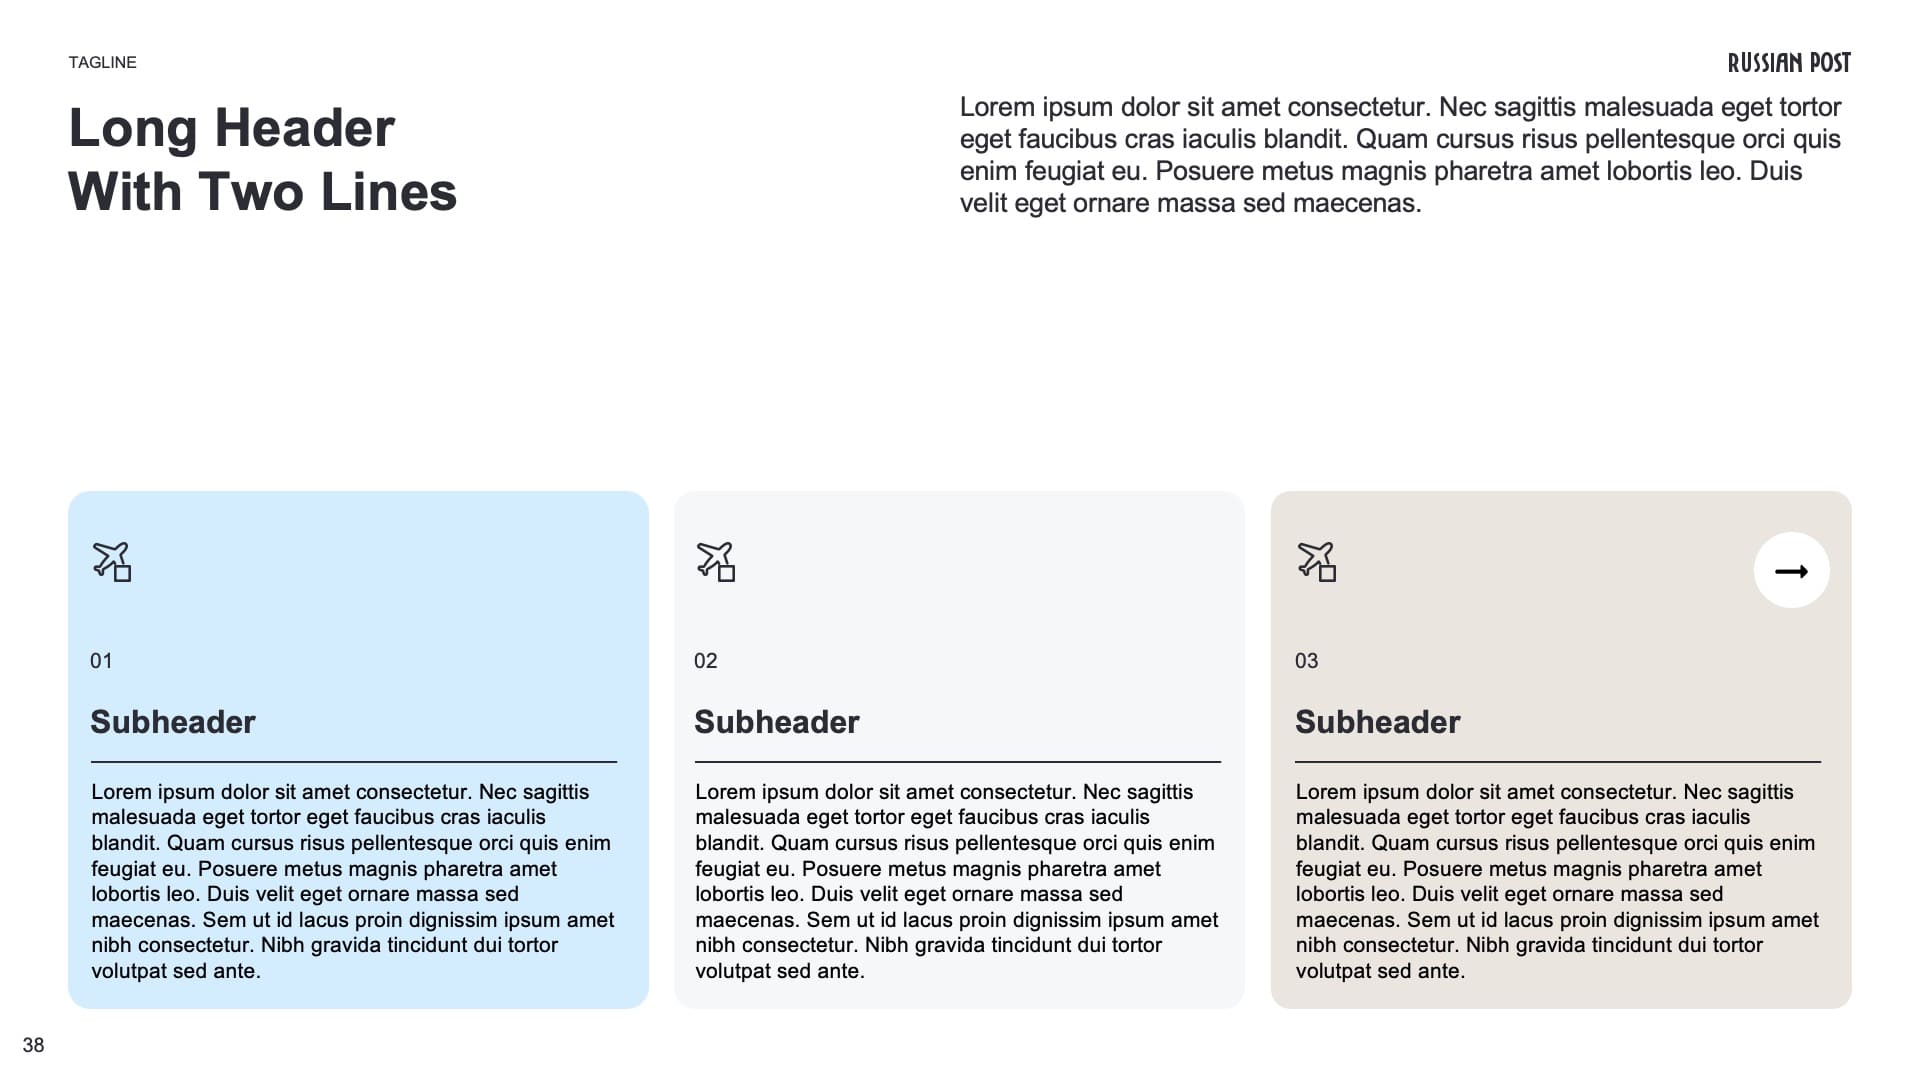 TAGLINE
RUSSIAN POST
Long Header
With Two Lines
Lorem ipsum dolor sit amet consectetur. Nec sagittis malesuada eget tortor
eget faucibus cras iaculis blandit. Quam cursus risus pellentesque orci quis
enim feugiat eu. Posuere metus magnis pharetra amet lobortis leo. Duis
velit eget ornare massa sed maecenas.
01
Subheader
Lorem ipsum dolor sit amet consectetur. Nec sagittis
malesuada eget tortor eget faucibus cras iaculis
blandit. Quam cursus risus pellentesque orci quis enim
feugiat eu. Posuere metus magnis pharetra amet
lobortis leo. Duis velit eget ornare massa sed
maecenas. Sem ut id lacus proin dignissim ipsum amet
nibh consectetur. Nibh gravida tincidunt dui tortor
volutpat sed ante.
02
Subheader
Lorem ipsum dolor sit amet consectetur. Nec sagittis
malesuada eget tortor eget faucibus cras iaculis
blandit. Quam cursus risus pellentesque orci quis enim
feugiat eu. Posuere metus magnis pharetra amet
lobortis leo. Duis velit eget ornare massa sed
maecenas. Sem ut id lacus proin dignissim ipsum amet
nibh consectetur. Nibh gravida tincidunt dui tortor
volutpat sed ante.
03
Subheader
Lorem ipsum dolor sit amet consectetur. Nec sagittis
malesuada eget tortor eget faucibus cras iaculis
blandit. Quam cursus risus pellentesque orci quis enim
feugiat eu. Posuere metus magnis pharetra amet
lobortis leo. Duis velit eget ornare massa sed
maecenas. Sem ut id lacus proin dignissim ipsum amet
nibh consectetur. Nibh gravida tincidunt dui tortor
volutpat sed ante.
38